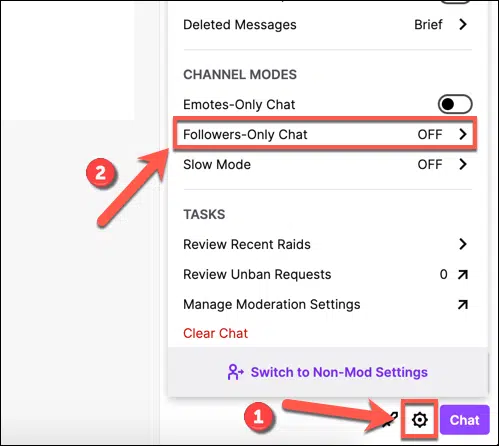 Deleted Messages Brief
CHANNEL MODES
Emotes-Only Chat
Followers-Only Chat OFF
2
Slow Mode OFF
TASKS
Review Recent Raids
Review Unban Requests 0
Manage Moderation Settings
Clear Chat
Switch to Non-Mod Settings
1
Chat